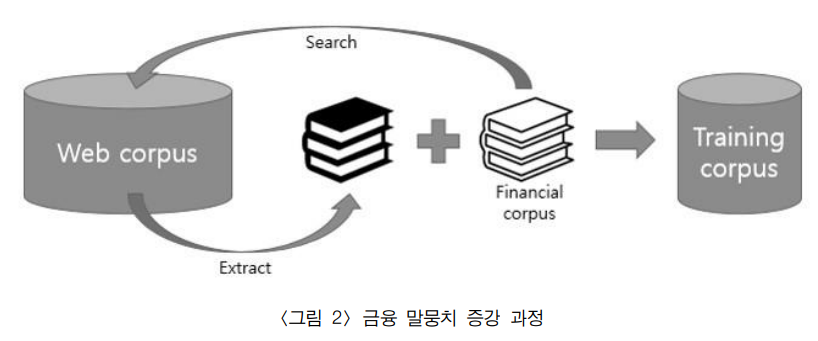 Search
Web corpus
Financial
corpus
Training
corpus
Extract
<그림 2> 금융 말뭉치 증강 과정